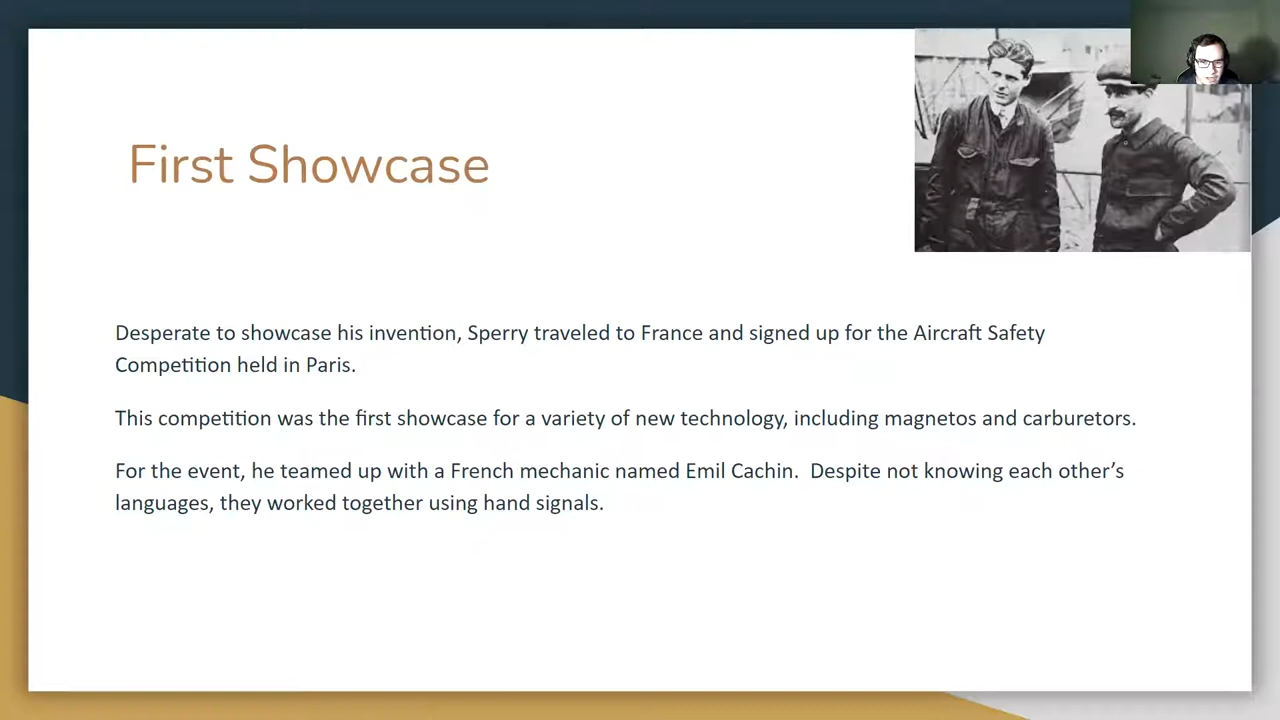 First Showcase
Desperate to showcase his invention, Sperry traveled to France and signed up for the Aircraft Safety
Competition held in Paris.
This competition was the first showcase for a variety of new technology, including magnetos and carburetors.
For the event, he teamed up with a French mechanic named Emil Cachin.  Despite not knowing each other’s
languages, they worked together using hand signals.